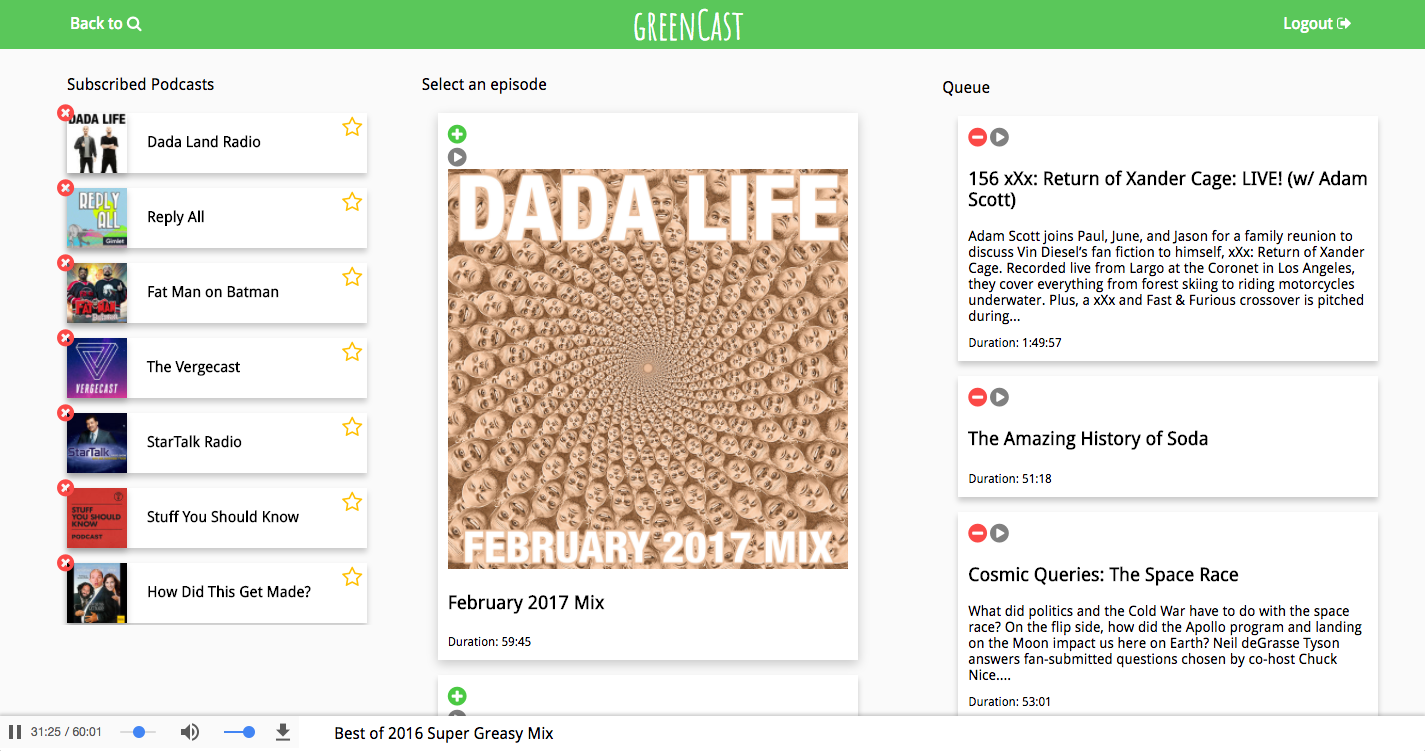 Back to
GREENCAST
Logout
Subscribed Podcasts
DADA LIFE
Dada Land Radio
REPLY
ALL
Gimlet
Reply All
FAT MAN
Batman
Fat Man on Batman
VERGECAST
The Vergecast
StarTalk
StarTalk Radio
STUFF
YOU SHOULD
KNOW
PODCAST
Stuff You Should Know
How Did This Get Made?
Select an episode
DADA LIFE
FEBRUARY 2017 MIX
February 2017 Mix
Duration: 59:45
Queue
156 xXx: Return of Xander Cage: LIVE! (w/ Adam
Scott)
Adam Scott joins Paul, June, and Jason for a family reunion to
discuss Vin Diesel’s fan fiction to himself, xXx: Return of Xander
Cage. Recorded live from Largo at the Coronet in Los Angeles,
they cover everything from forest skiing to riding motorcycles
underwater. Plus, a xXx and Fast & Furious crossover is pitched
during...
Duration: 1:49:57
The Amazing History of Soda
Duration: 51:18
Cosmic Queries: The Space Race
What did politics and the Cold War have to do with the space
race? On the flip side, how did the Apollo program and landing
on the Moon impact us here on Earth? Neil deGrasse Tyson
answers fan-submitted questions chosen by co-host Chuck
Nice....
Duration: 53:01
31:25 / 60:01
Best of 2016 Super Greasy Mix